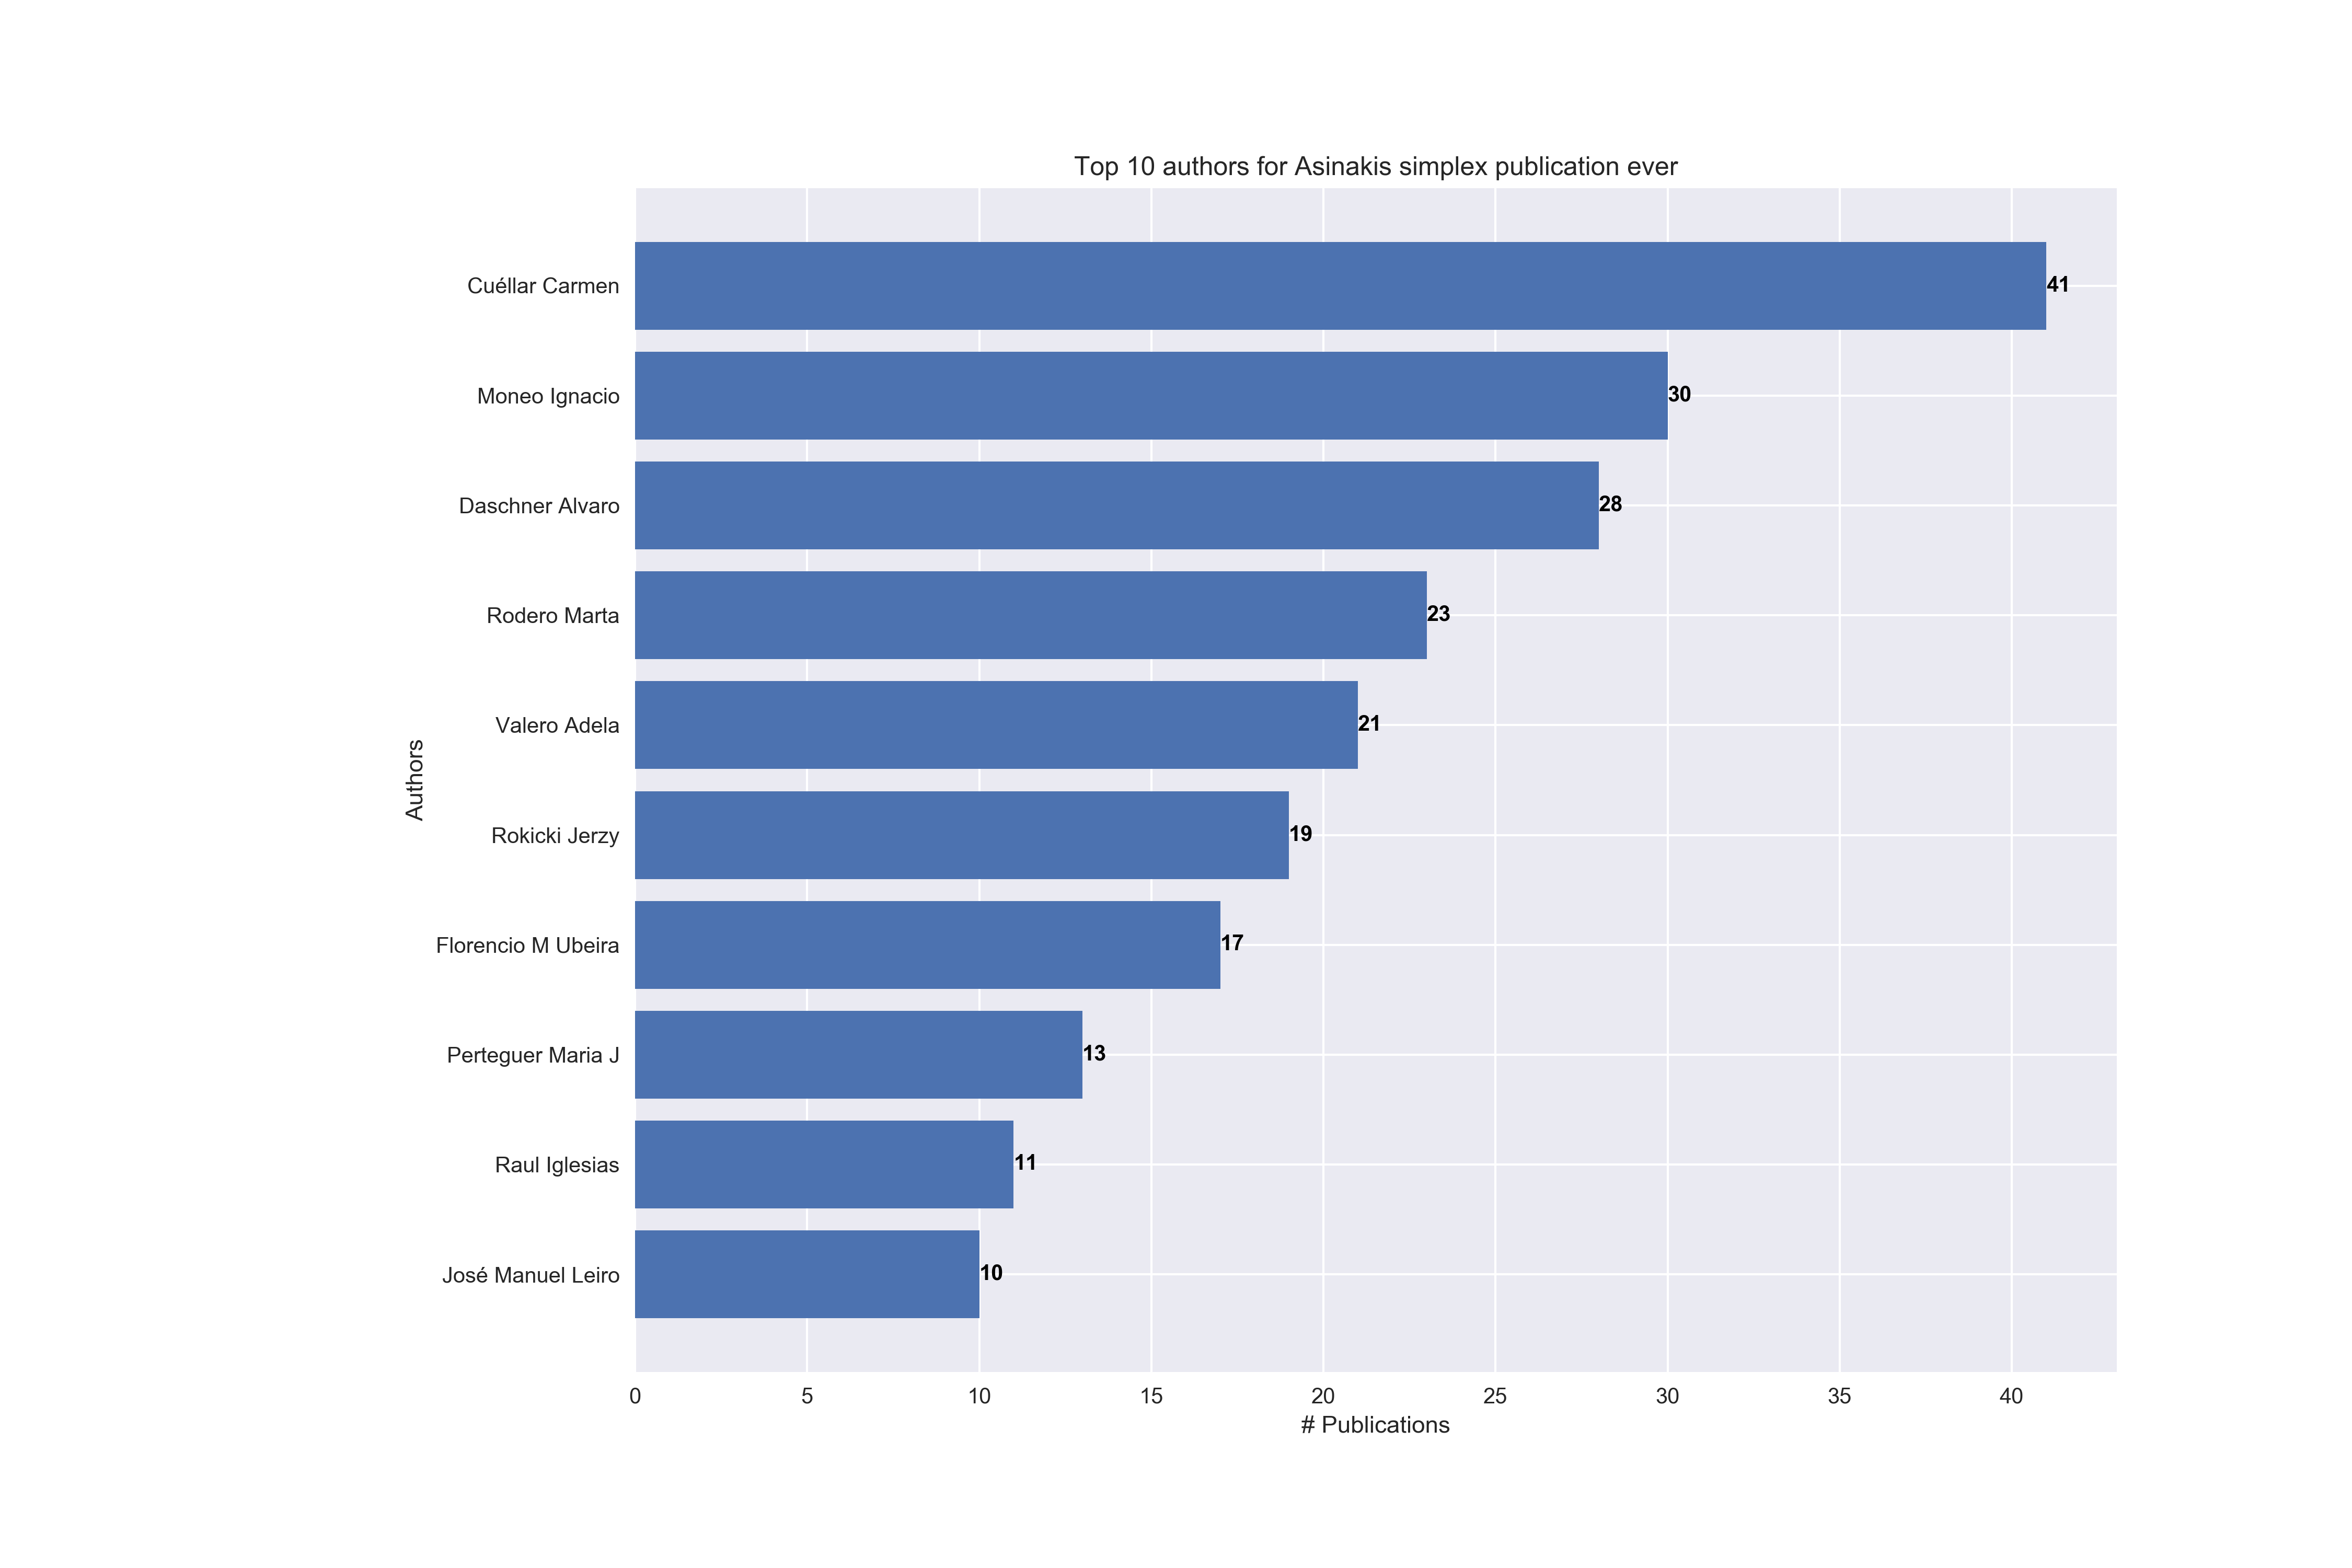 Top 10 authors for Asinakis simplex publication ever
Cuéllar Carmen
41
Moneo Ignacio
30
Daschner Alvaro
28
Rodero Marta
23
Valero Adela
21
Rokicki Jerzy
19
Florencio M Ubeira
17
Perteguer Maria J
13
Raul Iglesias
11
José Manuel Leiro
10
Authors
0 5 10 15 20 25 30 35 40
# Publications